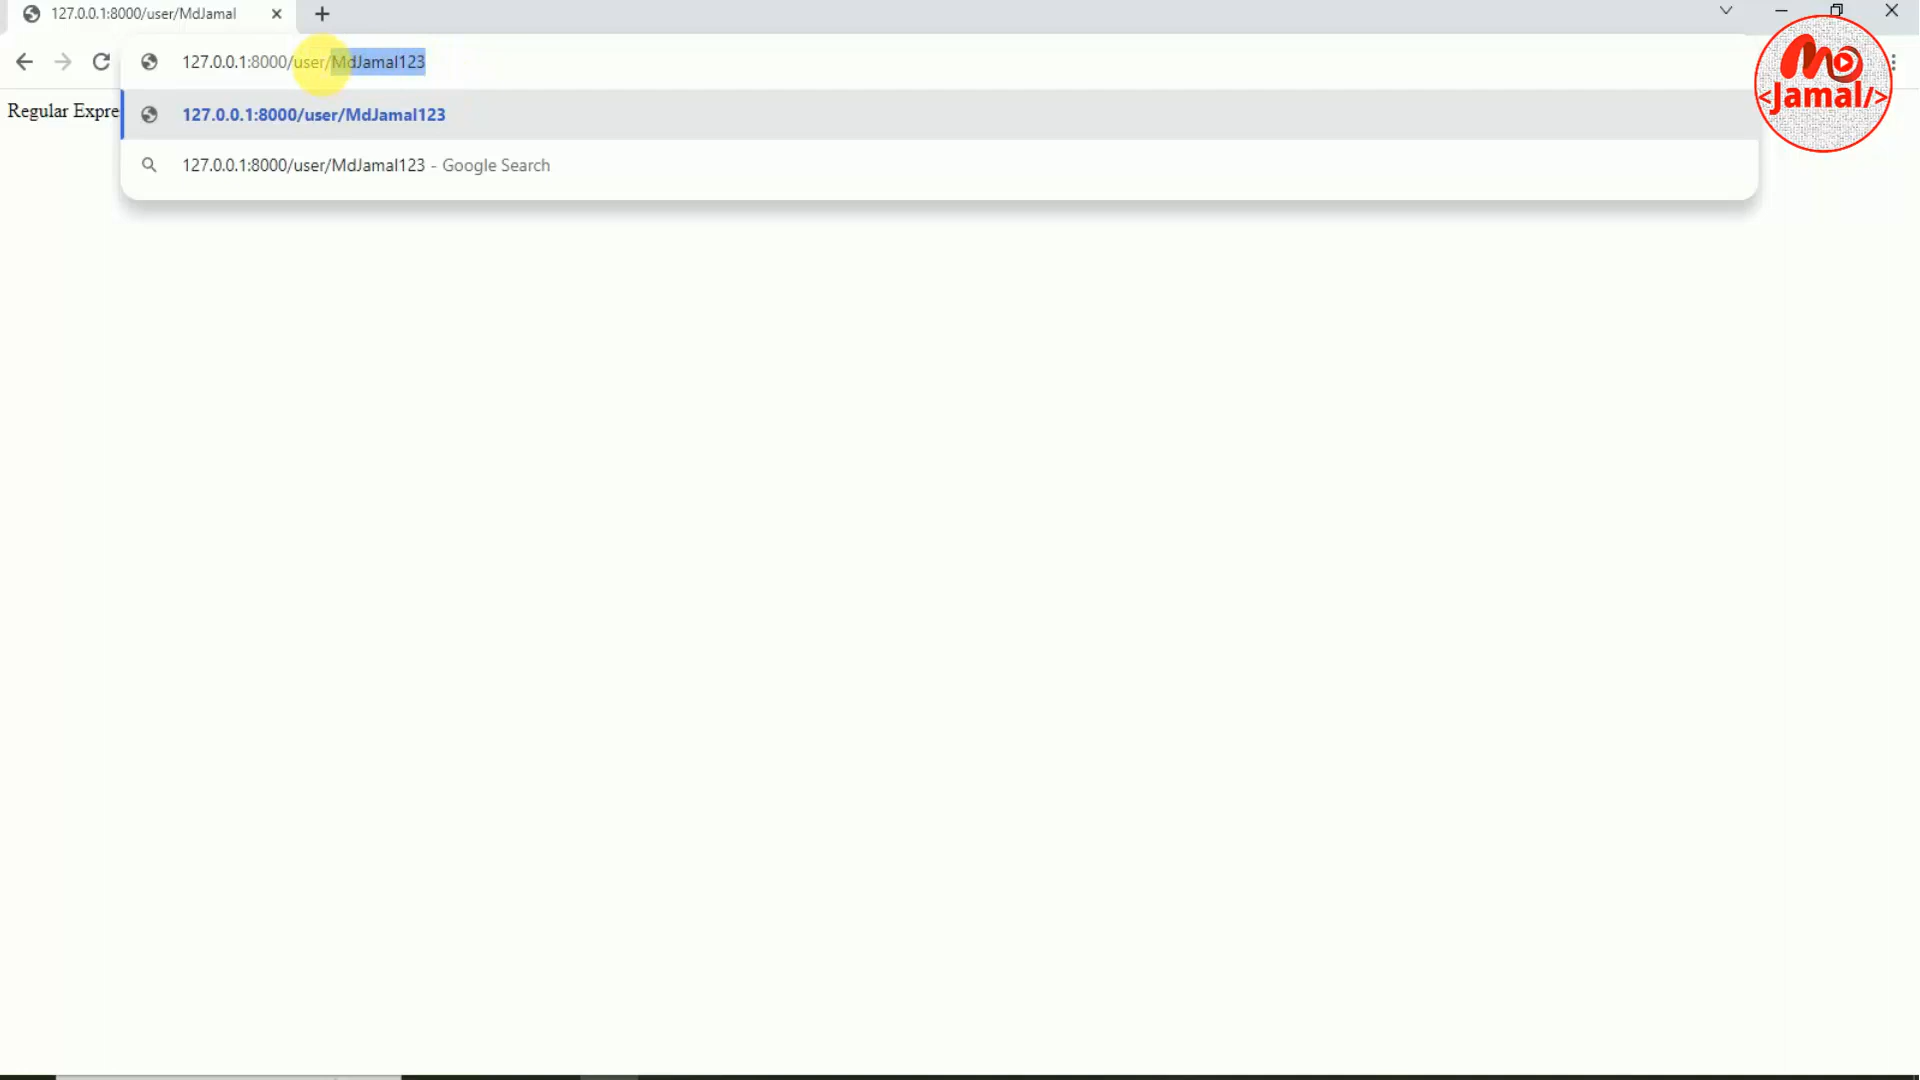 127.0.0.1:8000/user/MdJamal
127.0.0.1:8000/user/MdJamal123
Regular Expre
127.0.0.1:8000/user/MdJamal123
127.0.0.1:8000/user/MdJamal123 - Google Search
MD
<Jamal/>